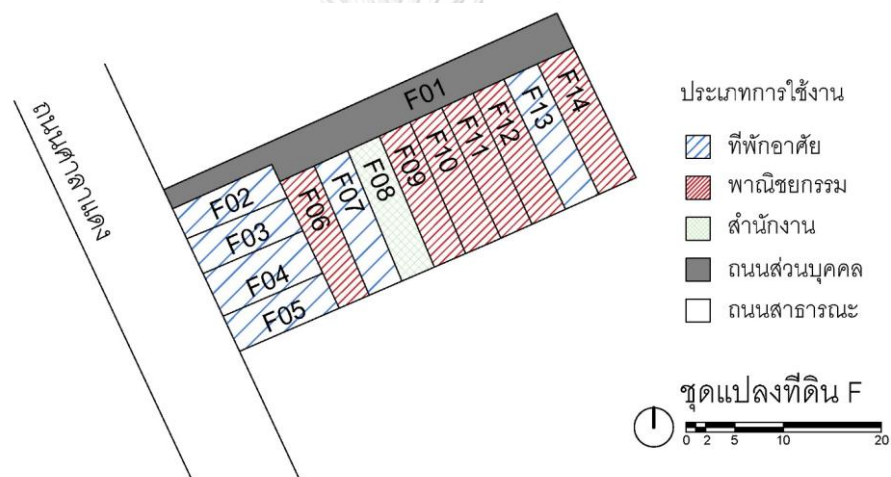 ถนนศาลาแดง
F01
F02
F03
F04
F05
F06
F07
F08
F09
F10
F11
F12
F13
F14
ประเภทการใช้งาน
ที่พักอาศัย
พาณิชยกรรม
สำนักงาน
ถนนส่วนบุคคล
ถนนสาธารณะ
ชุดแปลงที่ดิน F
0 2 5 10 20